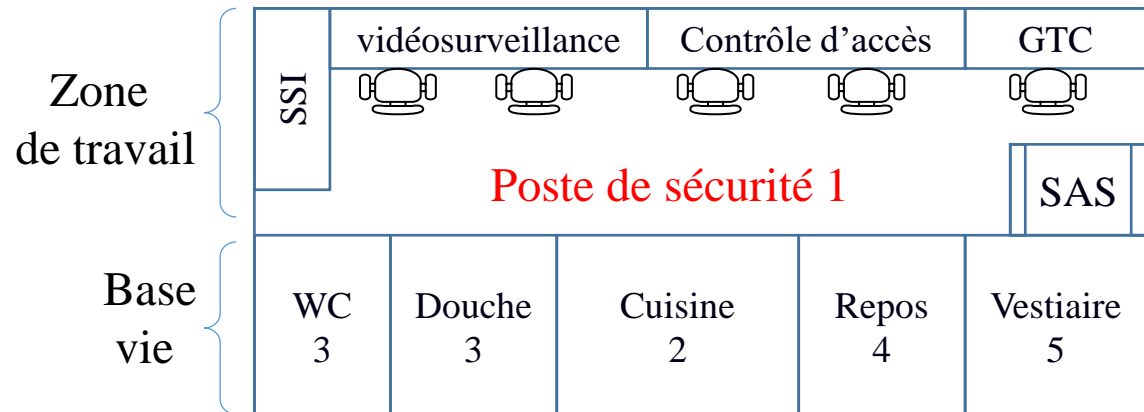 Zone
de travail
vidéosurveillance
Contrôle d'accès
GTC
SSI
Poste de sécurité 1
SAS
Base
vie
WC
3
Douche
3
Cuisine
2
Repos
4
Vestiaire
5